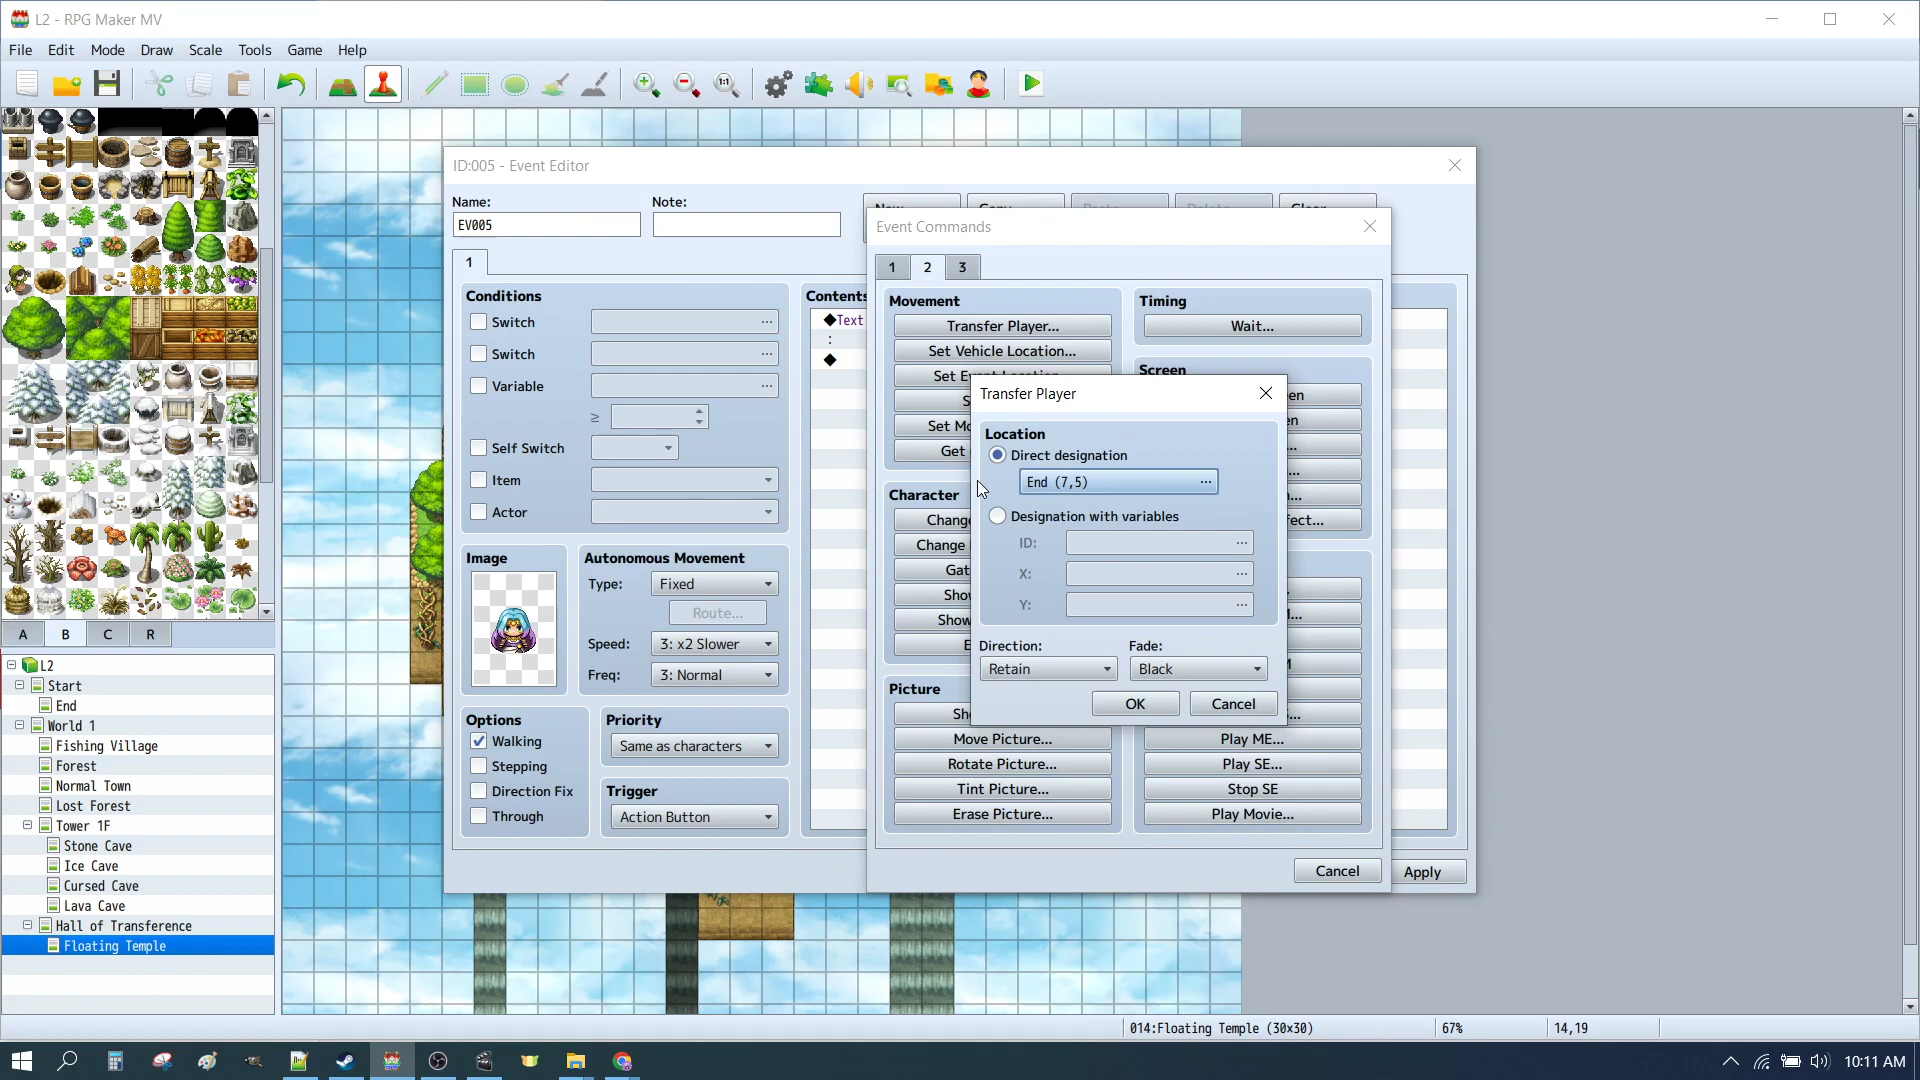 L2 - RPG Maker MV
File Edit Mode Draw Scale Tools Game Help
1:1
A B C R
L2
Start
End
World 1
Fishing Village
Forest
Normal Town
Lost Forest
Tower 1F
Stone Cave
Ice Cave
Cursed Cave
Lava Cave
Hall of Transference
Floating Temple
ID:005 - Event Editor
Name:
Note:
EV005
1
Conditions
Switch ...
Switch ...
Variable ...
≥
Self Switch
Item
Actor
Image
Autonomous Movement
Type: Fixed
Route...
Speed: 3: x2 Slower
Freq: 3: Normal
Options
Walking
Stepping
Direction Fix
Through
Priority
Same as characters
Trigger
Action Button
Contents
◆Text
:
◆
Apply
Event Commands
1 2 3
Movement
Transfer Player...
Set Vehicle Location...
Character
Change
Change
Picture
Move Picture...
Rotate Picture...
Tint Picture...
Erase Picture...
Timing
Wait...
Screen
Play ME...
Play SE...
Stop SE
Play Movie...
Cancel
Transfer Player
Location
Direct designation
End (7,5) ...
Designation with variables
ID: ...
X: ...
Y: ...
Direction:
Fade:
Retain
Black
OK
Cancel
014:Floating Temple (30x30)
67%
14,19
10:11 AM